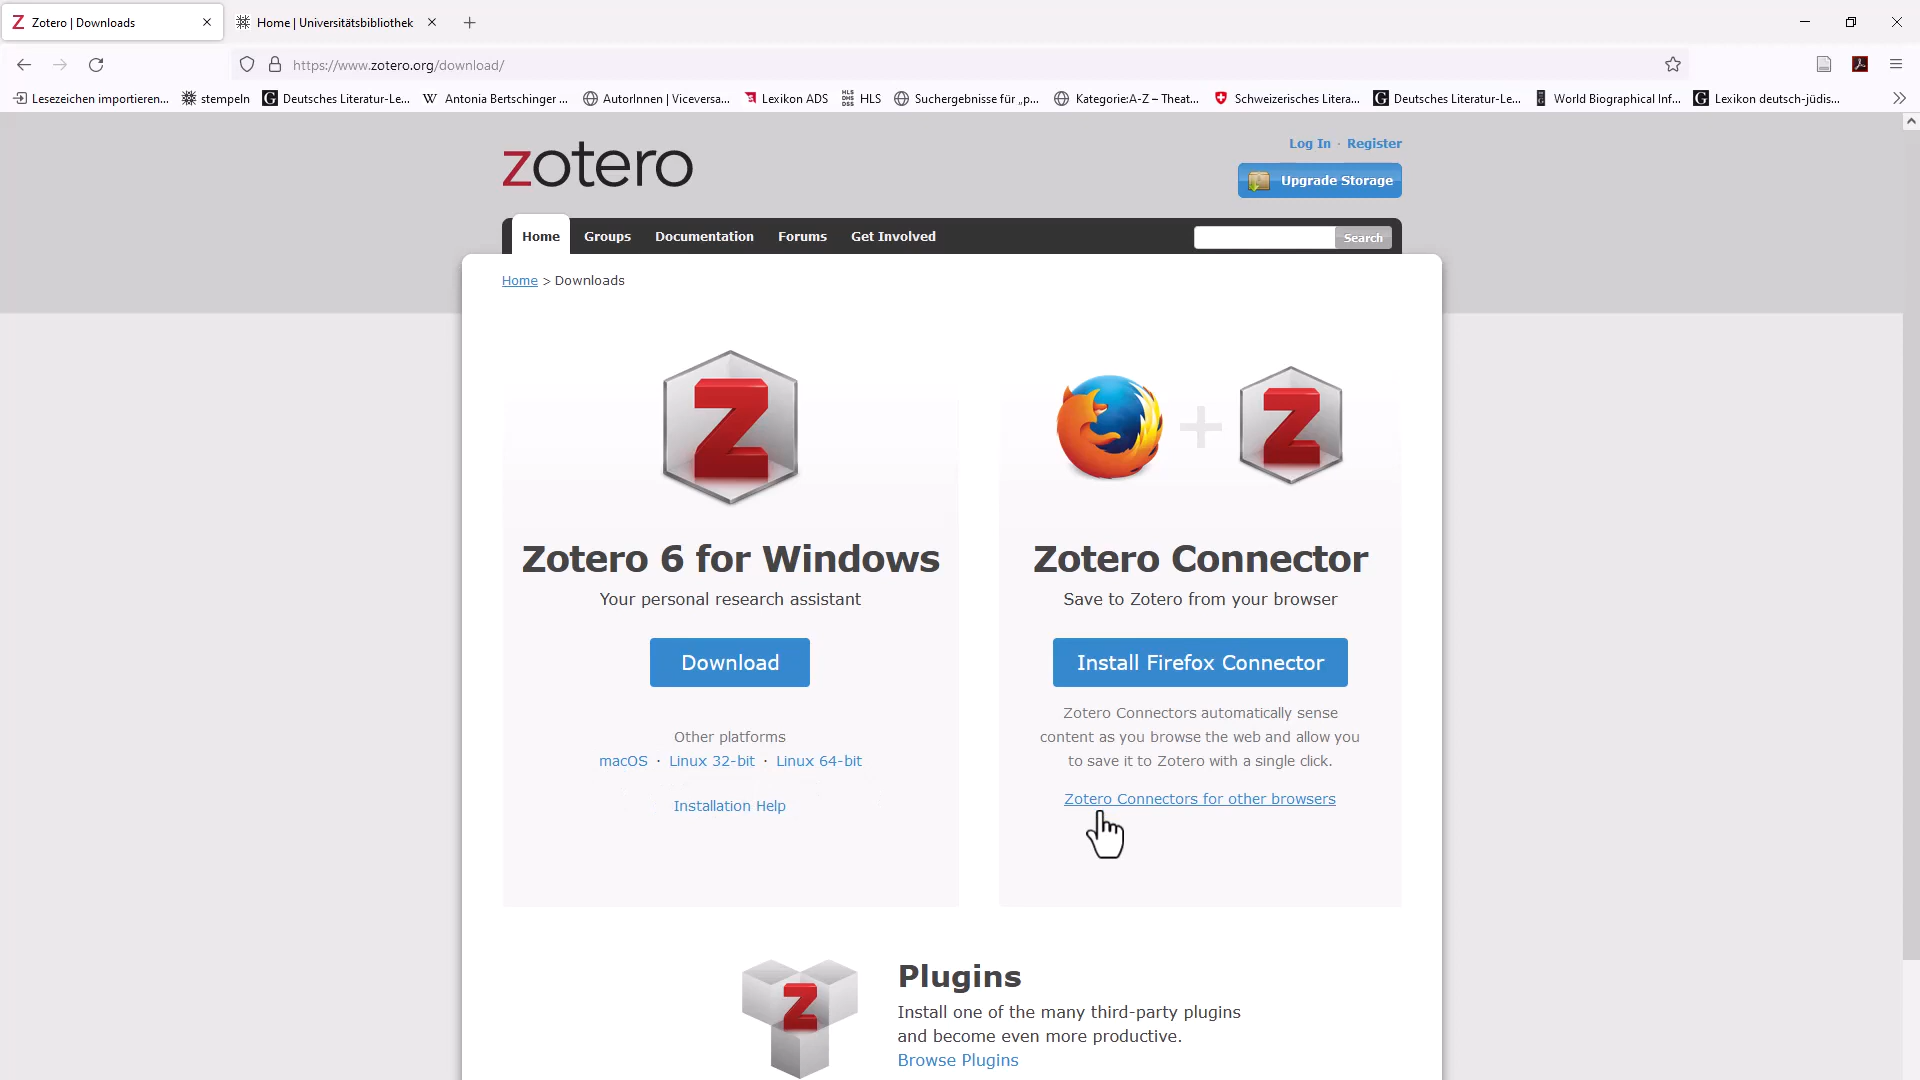 Zotero | Downloads
Home | Universitätsbibliothek
https://www.zotero.org/download/
Lesezeichen importieren...
stempeln
Deutsches Literatur-Le...
Antonia Bertschinger ...
AutorInnen | Viceversa...
Lexikon ADS
HLS DHS DSS HLS
Suchergebnisse für „p...
Kategorie:A-Z – Theat...
Schweizerisches Litera...
Deutsches Literatur-Le...
World Biographical Inf...
Lexikon deutsch-jüdis...
zotero
Log In · Register
Upgrade Storage
Home Groups Documentation Forums Get Involved
Search
Home > Downloads
Zotero 6 for Windows
Your personal research assistant
Download
Other platforms
macOS · Linux 32-bit · Linux 64-bit
Installation Help
Zotero Connector
Save to Zotero from your browser
Install Firefox Connector
Zotero Connectors automatically sense
content as you browse the web and allow you
to save it to Zotero with a single click.
Zotero Connectors for other browsers
Plugins
Install one of the many third-party plugins
and become even more productive.
Browse Plugins